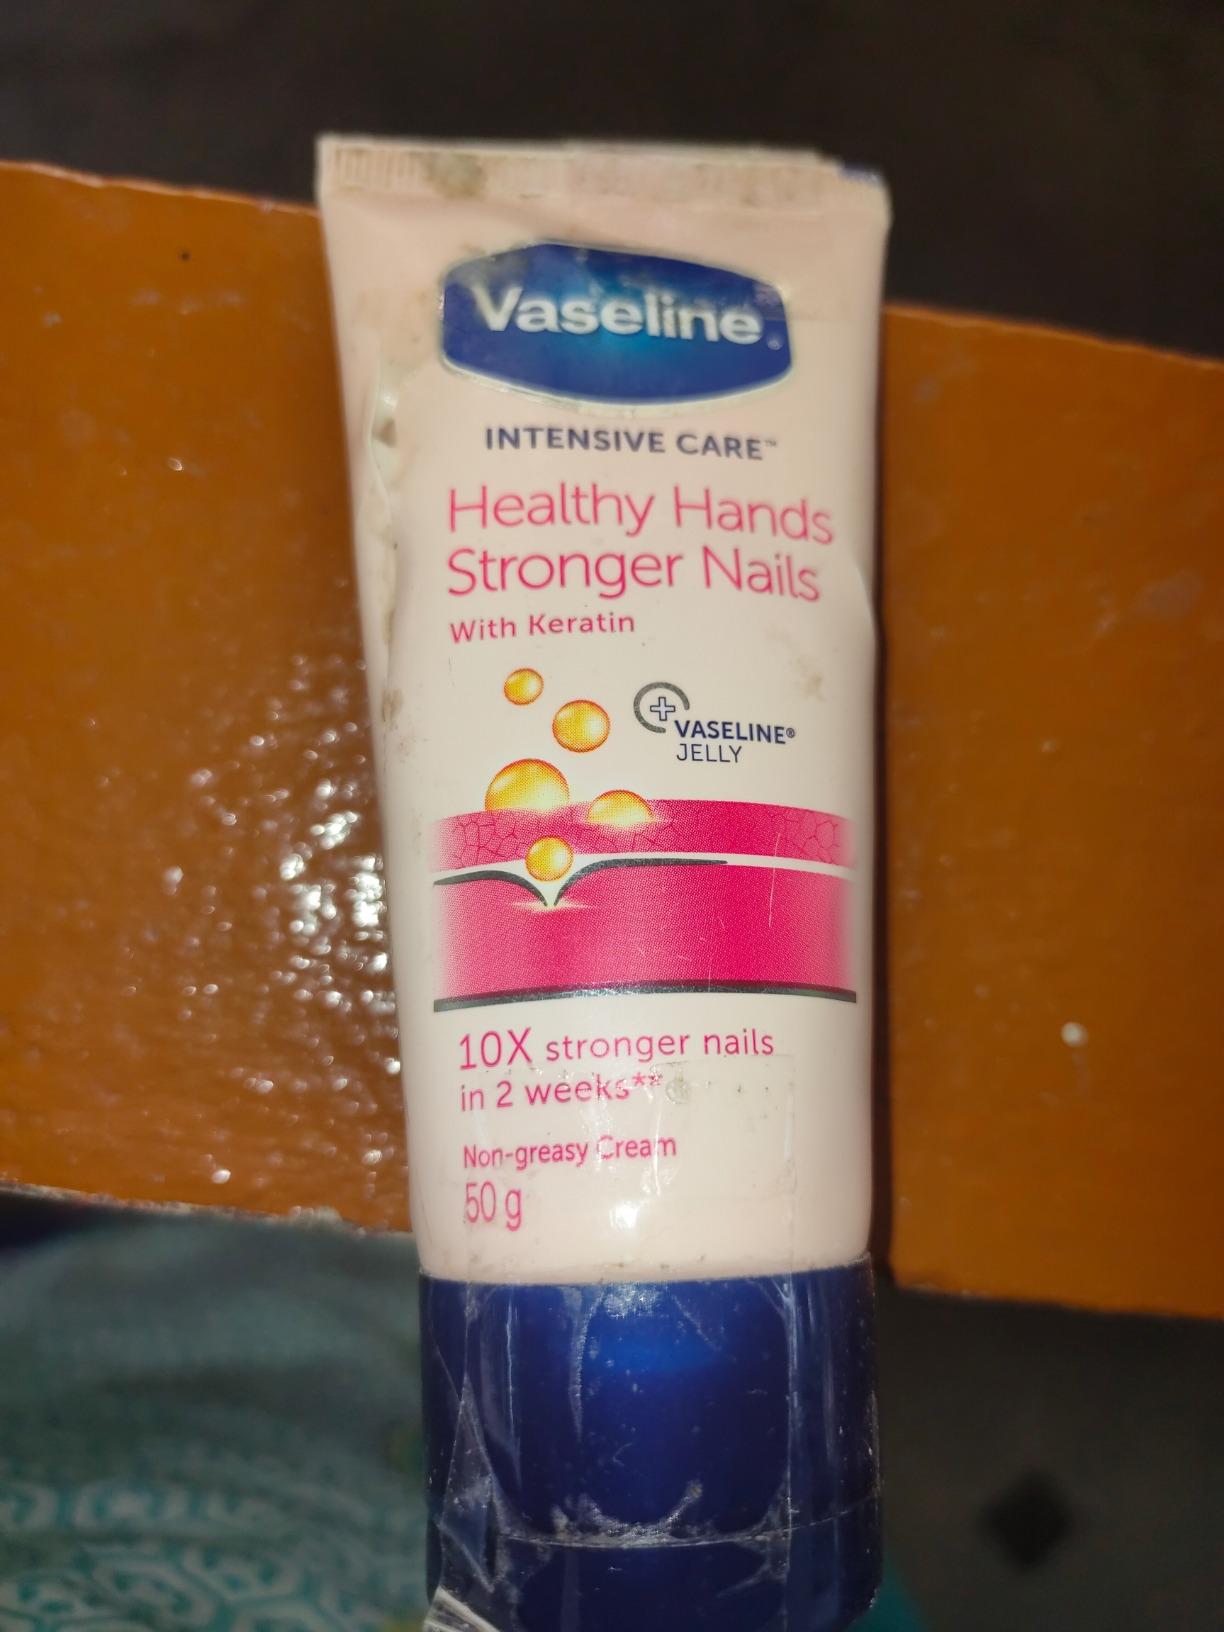 Vaseline®
INTENSIVE CARE™
Healthy Hands
Stronger Nails
With Keratin
VASELINE®
JELLY
10X stronger nails
in 2 weeks**
Non-greasy Cream
50 g